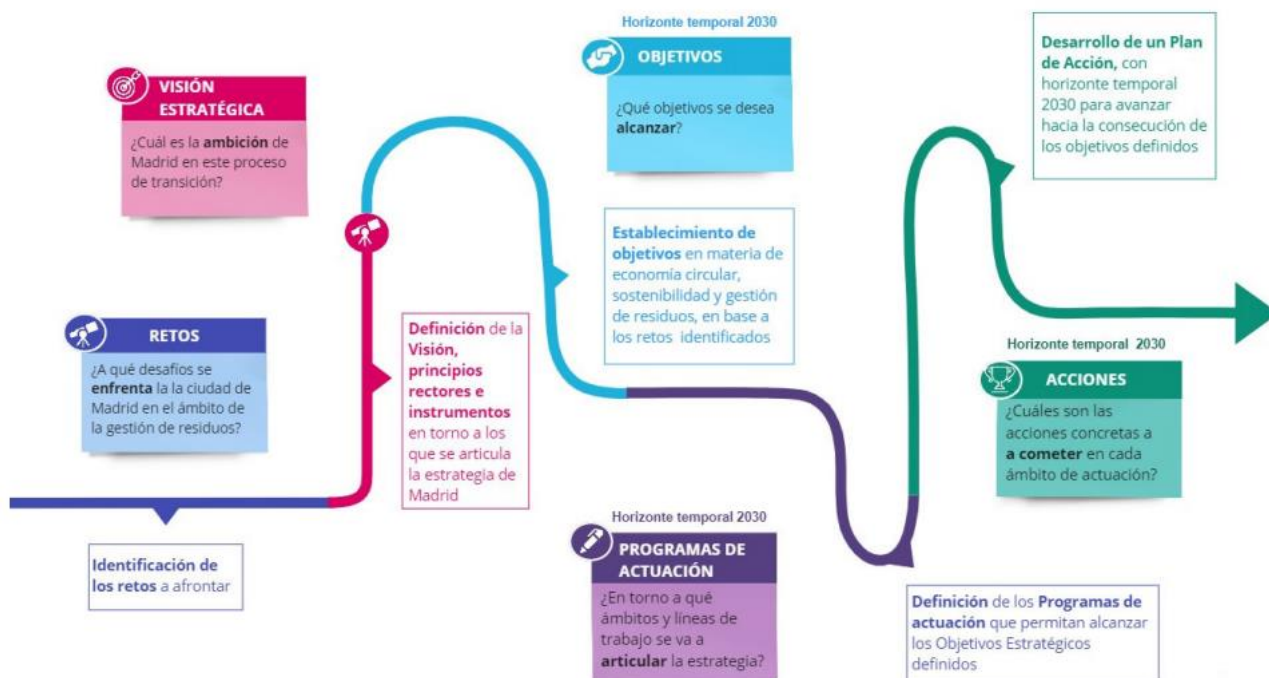 VISIÓN
ESTRATÉGICA
¿Cuál es la ambición de
Madrid en este proceso
de transición?
RETOS
¿A qué desafíos se
enfrenta la la ciudad de
Madrid en el ámbito de
la gestión de residuos?
Identificación de
los retos a afrontar
Definición de la
Visión,
principios
rectores e
instrumentos
en torno a los
que se articula
la estrategia de
Madrid
Horizonte temporal 2030
OBJETIVOS
¿Qué objetivos se desea
alcanzar?
Establecimiento de
objetivos en materia de
economía circular,
sostenibilidad y gestión
de residuos, en base a
los retos identificados
Horizonte temporal 2030
PROGRAMAS DE
ACTUACIÓN
¿En torno a qué
ámbitos y líneas de
trabajo se va a
articular la estrategia?
Definición de los Programas de
actuación que permitan alcanzar
los Objetivos Estratégicos
definidos
Desarrollo de un Plan
de Acción, con
horizonte temporal
2030 para avanzar
hacia la consecución de
los objetivos definidos
Horizonte temporal 2030
ACCIONES
¿Cuáles son las
acciones concretas a
a cometer en cada
ámbito de actuación?